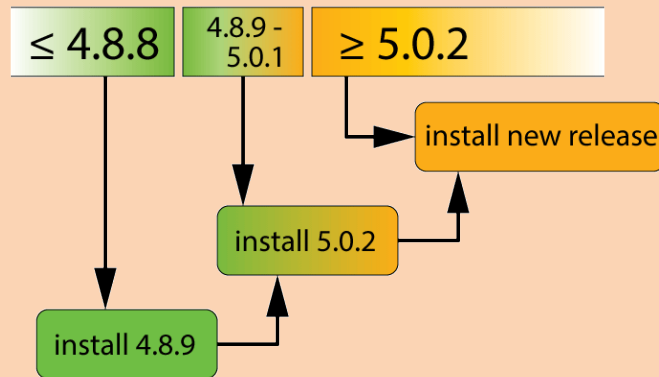 ≤ 4.8.8
4.8.9 -
5.0.1
≥ 5.0.2
install new release
install 5.0.2
install 4.8.9